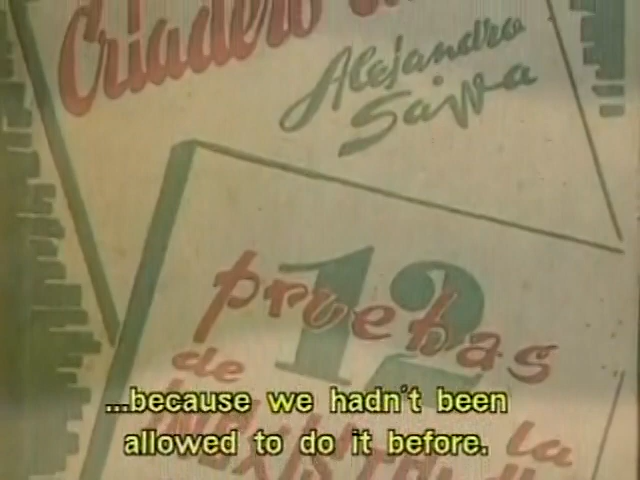 Criadero
Alejandro
Sawa
12
pruebas
de
la
...because we hadn't been
allowed to do it before.